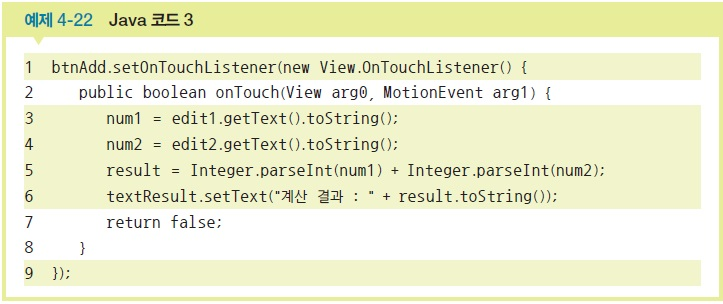 예제 4-22 Java 코드 3
1 btnAdd.setOnTouchListener(new View.OnTouchListener() {
2 public boolean onTouch(View arg0, MotionEvent arg1) {
3 num1 = edit1.getText().toString();
4 num2 = edit2.getText().toString();
5 result = Integer.parseInt(num1) + Integer.parseInt(num2);
6 textResult.setText("계산 결과 : " + result.toString());
7 return false;
8 }
9 });